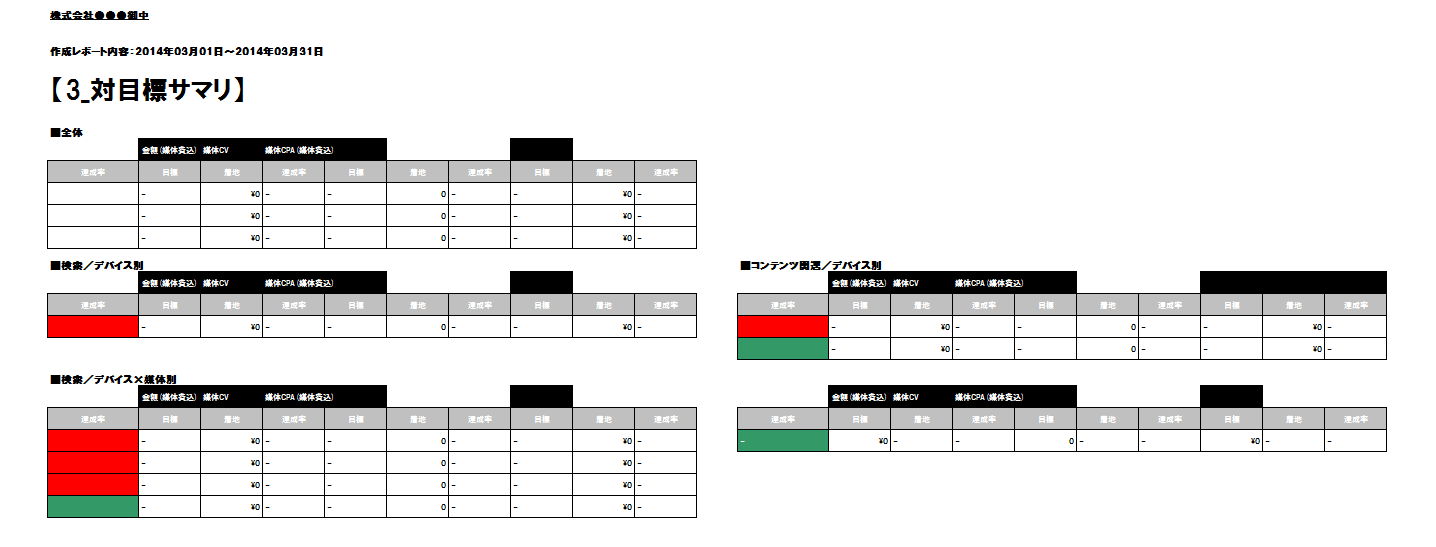 株式会社●●●御中
作成レポート内容：2014年03月01日～2014年03月31日
【3_対目標サマリ】
■全体
金額(媒体費込) 媒体CV 媒体CPA(媒体費込)
達成率 目標 着地 達成率 目標 着地 達成率 目標 着地 達成率
- ¥0 - - 0 - - ¥0 -
- ¥0 - - 0 - - ¥0 -
- ¥0 - - 0 - - ¥0 -
■検索／デバイス別
金額(媒体費込) 媒体CV 媒体CPA(媒体費込)
達成率 目標 着地 達成率 目標 着地 達成率 目標 着地 達成率
- ¥0 - - 0 - - ¥0 -
■コンテンツ関連／デバイス別
金額(媒体費込) 媒体CV 媒体CPA(媒体費込)
達成率 目標 着地 達成率 目標 着地 達成率 目標 着地 達成率
- ¥0 - - 0 - - ¥0 -
- ¥0 - - 0 - - ¥0 -
■検索／デバイス×媒体別
金額(媒体費込) 媒体CV 媒体CPA(媒体費込)
達成率 目標 着地 達成率 目標 着地 達成率 目標 着地 達成率
- ¥0 - - 0 - - ¥0 -
- ¥0 - - 0 - - ¥0 -
- ¥0 - - 0 - - ¥0 -
- ¥0 - - 0 - - ¥0 -
金額(媒体費込) 媒体CV 媒体CPA(媒体費込)
達成率 目標 着地 達成率 目標 着地 達成率 目標 着地 達成率
- ¥0 - - 0 - - ¥0 - -